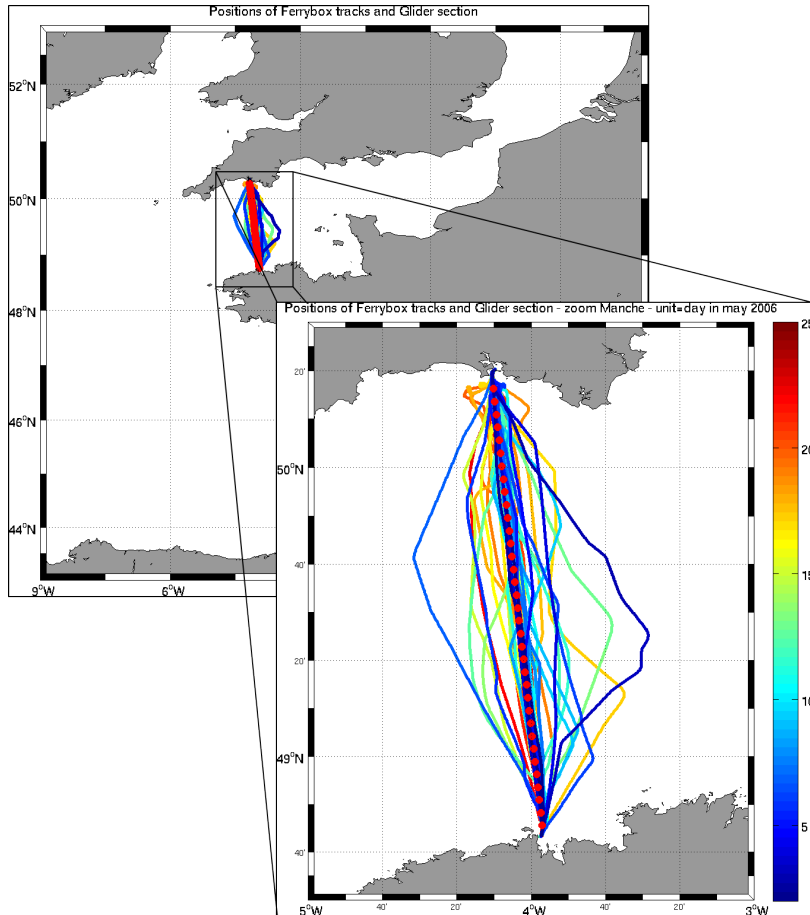 Positions of Ferrybox tracks and Glider section
52°N
50°N
48°N
46°N
44°N
9°W
6°W
Positions of Ferrybox tracks and Glider section - zoom Manche - unit=day in may 2006
20'
50°N
40'
20'
49°N
40'
5°W
40'
20'
4°W
40'
20'
3°W
25
20
15
10
5